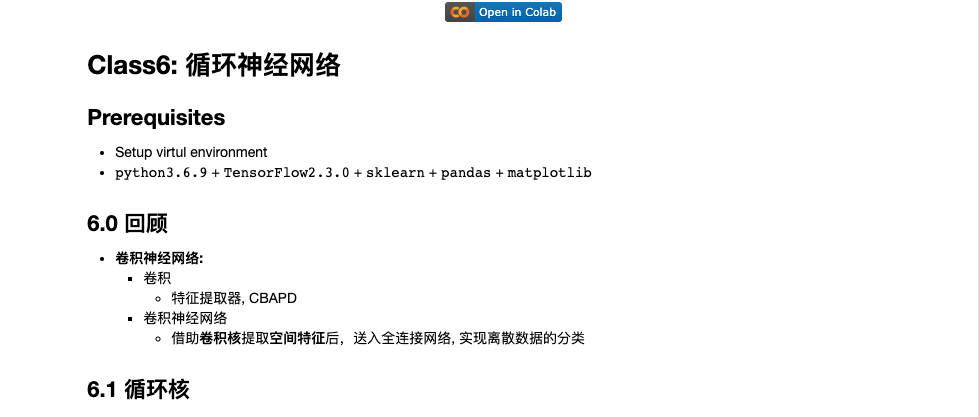 Open in Colab
Class6: 循环神经网络
Prerequisites
Setup virtul environment
python3.6.9 + TensorFlow2.3.0 + sklearn + pandas + matplotlib
6.0 回顾
卷积神经网络:
卷积
特征提取器, CBAPD
卷积神经网络
借助卷积核提取空间特征后，送入全连接网络, 实现离散数据的分类
6.1 循环核